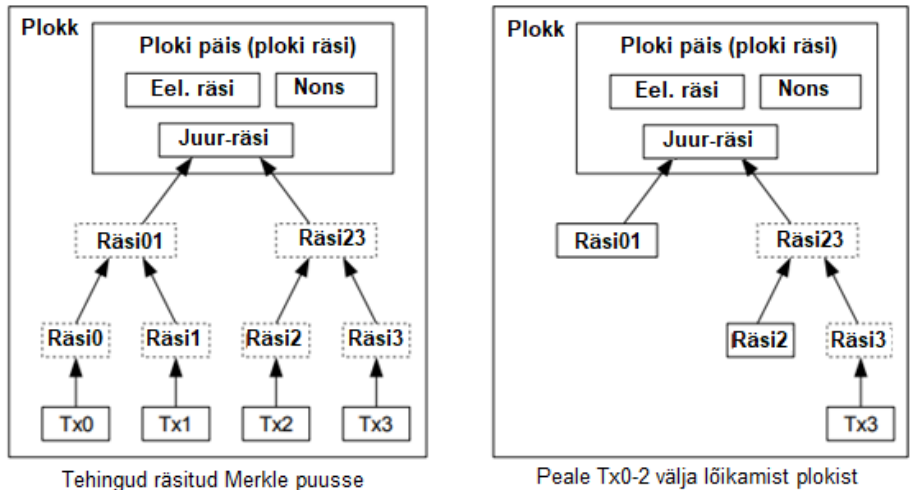 Plokk
Ploki päis (ploki räsi)
Eel. räsi
Nons
Juur-räsi
Räsi01
Räsi23
Räsi0
Räsi1
Räsi2
Räsi3
Tx0
Tx1
Tx2
Tx3
Tehingud räsitud Merkle puusse
Plokk
Ploki päis (ploki räsi)
Eel. räsi
Nons
Juur-räsi
Räsi01
Räsi23
Räsi2
Räsi3
Tx3
Peale Tx0-2 välja lõikamist plokist